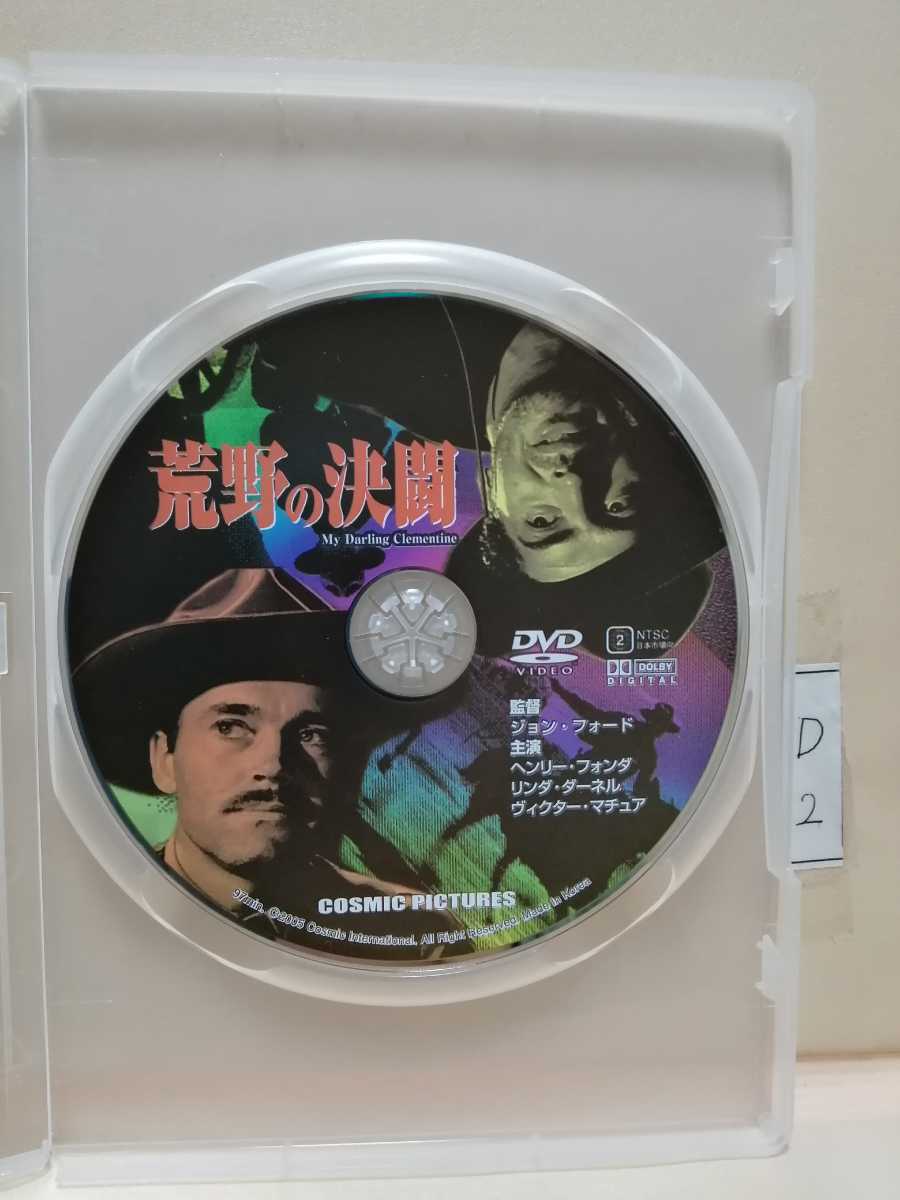 荒野の決闘
My Darling Clementine
DVD
VIDEO
2
NTSC
日本市場向
DOLBY
DIGITAL
監督
ジョン・フォード
主演
ヘンリー・フォンダ
リンダ・ダーネル
ヴィクター・マチュア
COSMIC PICTURES
97min. ©2005 Cosmic International. All Right Reserved. Made In Korea
D
2